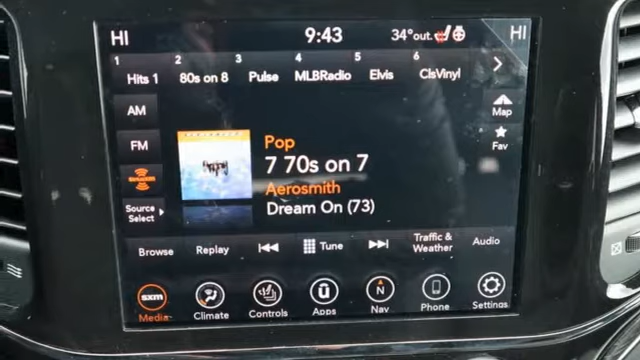 HI 9:43 34°out. HI
1 2 3 4 5 6
Hits 1 80s on 8 Pulse MLBRadio Elvis ClsVinyl
AM
Map
FM
Fav
Pop
7 70s on 7
Aerosmith
Dream On (73)
Source
Select
Browse Replay Tune Traffic &
Weather Audio
sxm N
Media Climate Controls Apps Nav Phone Settings